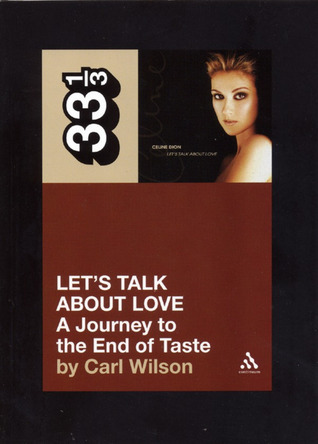 33 1/3
CELINE DION
LET'S TALK ABOUT LOVE
LET'S TALK
ABOUT LOVE
A Journey to
the End of Taste
by Carl Wilson
continuum